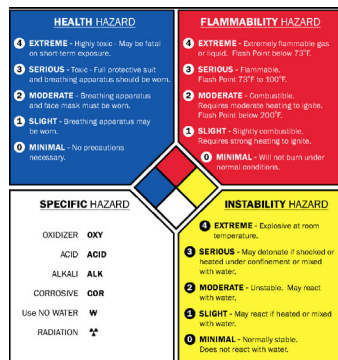 HEALTH HAZARD
4 EXTREME - Highly toxic - May be fatal
on short-term exposure.
3 SERIOUS - Toxic - Full protective suit
and breathing apparatus should be worn.
2 MODERATE - Breathing apparatus
and face mask must be worn.
1 SLIGHT - Breathing apparatus may
be worn.
0 MINIMAL - No precautions
necessary.
FLAMMABILITY HAZARD
4 EXTREME - Extremely flammable gas
or liquid. Flash Point below 73°F.
3 SERIOUS - Flammable.
Flash Point 73°F to 100°F.
2 MODERATE - Combustible.
Requires moderate heating to ignite.
Flash Point below 200°F.
1 SLIGHT - Slightly combustible.
Requires strong heating to ignite.
0 MINIMAL - Will not burn under
normal conditions.
SPECIFIC HAZARD
OXIDIZER OXY
ACID ACID
ALKALI ALK
CORROSIVE COR
Use NO WATER W
RADIATION
INSTABILITY HAZARD
4 EXTREME - Explosive at room
temperature.
3 SERIOUS - May detonate if shocked or
heated under confinement or mixed
with water.
2 MODERATE - Unstable. May react
with water.
1 SLIGHT - May react if heated or mixed
with water.
0 MINIMAL - Normally stable.
Does not react with water.